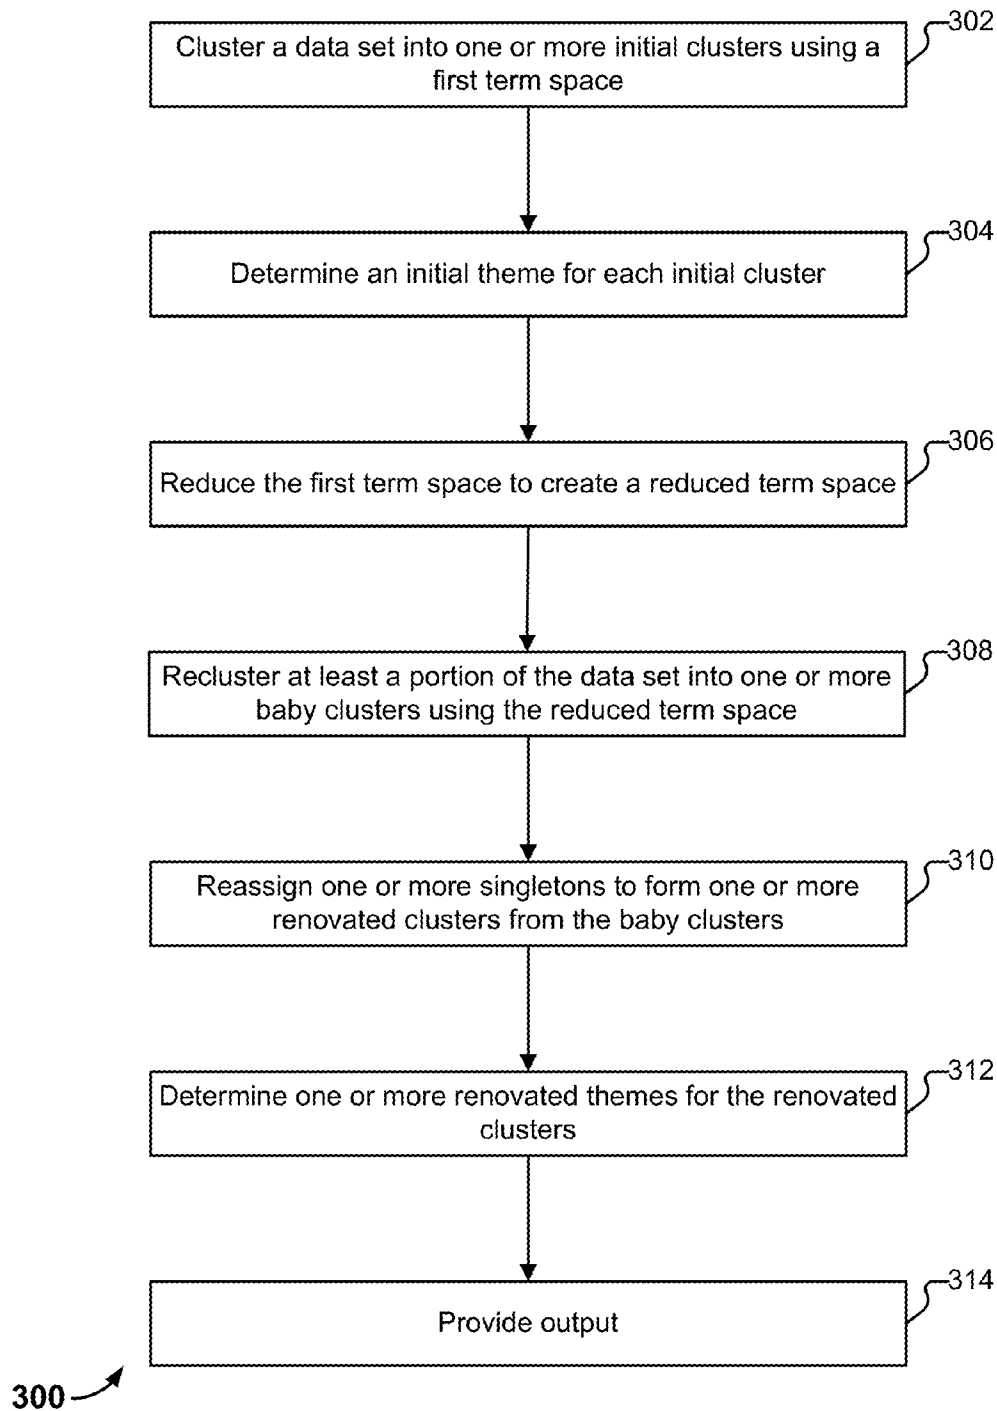 302
Cluster a data set into one or more initial clusters using a
first term space
304
Determine an initial theme for each initial cluster
306
Reduce the first term space to create a reduced term space
308
Recluster at least a portion of the data set into one or more
baby clusters using the reduced term space
310
Reassign one or more singletons to form one or more
renovated clusters from the baby clusters
312
Determine one or more renovated themes for the renovated
clusters
314
Provide output
300